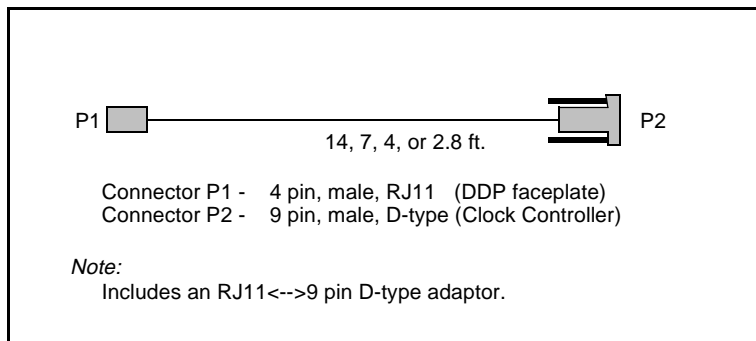 P1
P2
14, 7, 4, or 2.8 ft.
Connector P1 - 4 pin, male, RJ11 (DDP faceplate)
Connector P2 - 9 pin, male, D-type (Clock Controller)
Note:
Includes an RJ11<-->9 pin D-type adaptor.